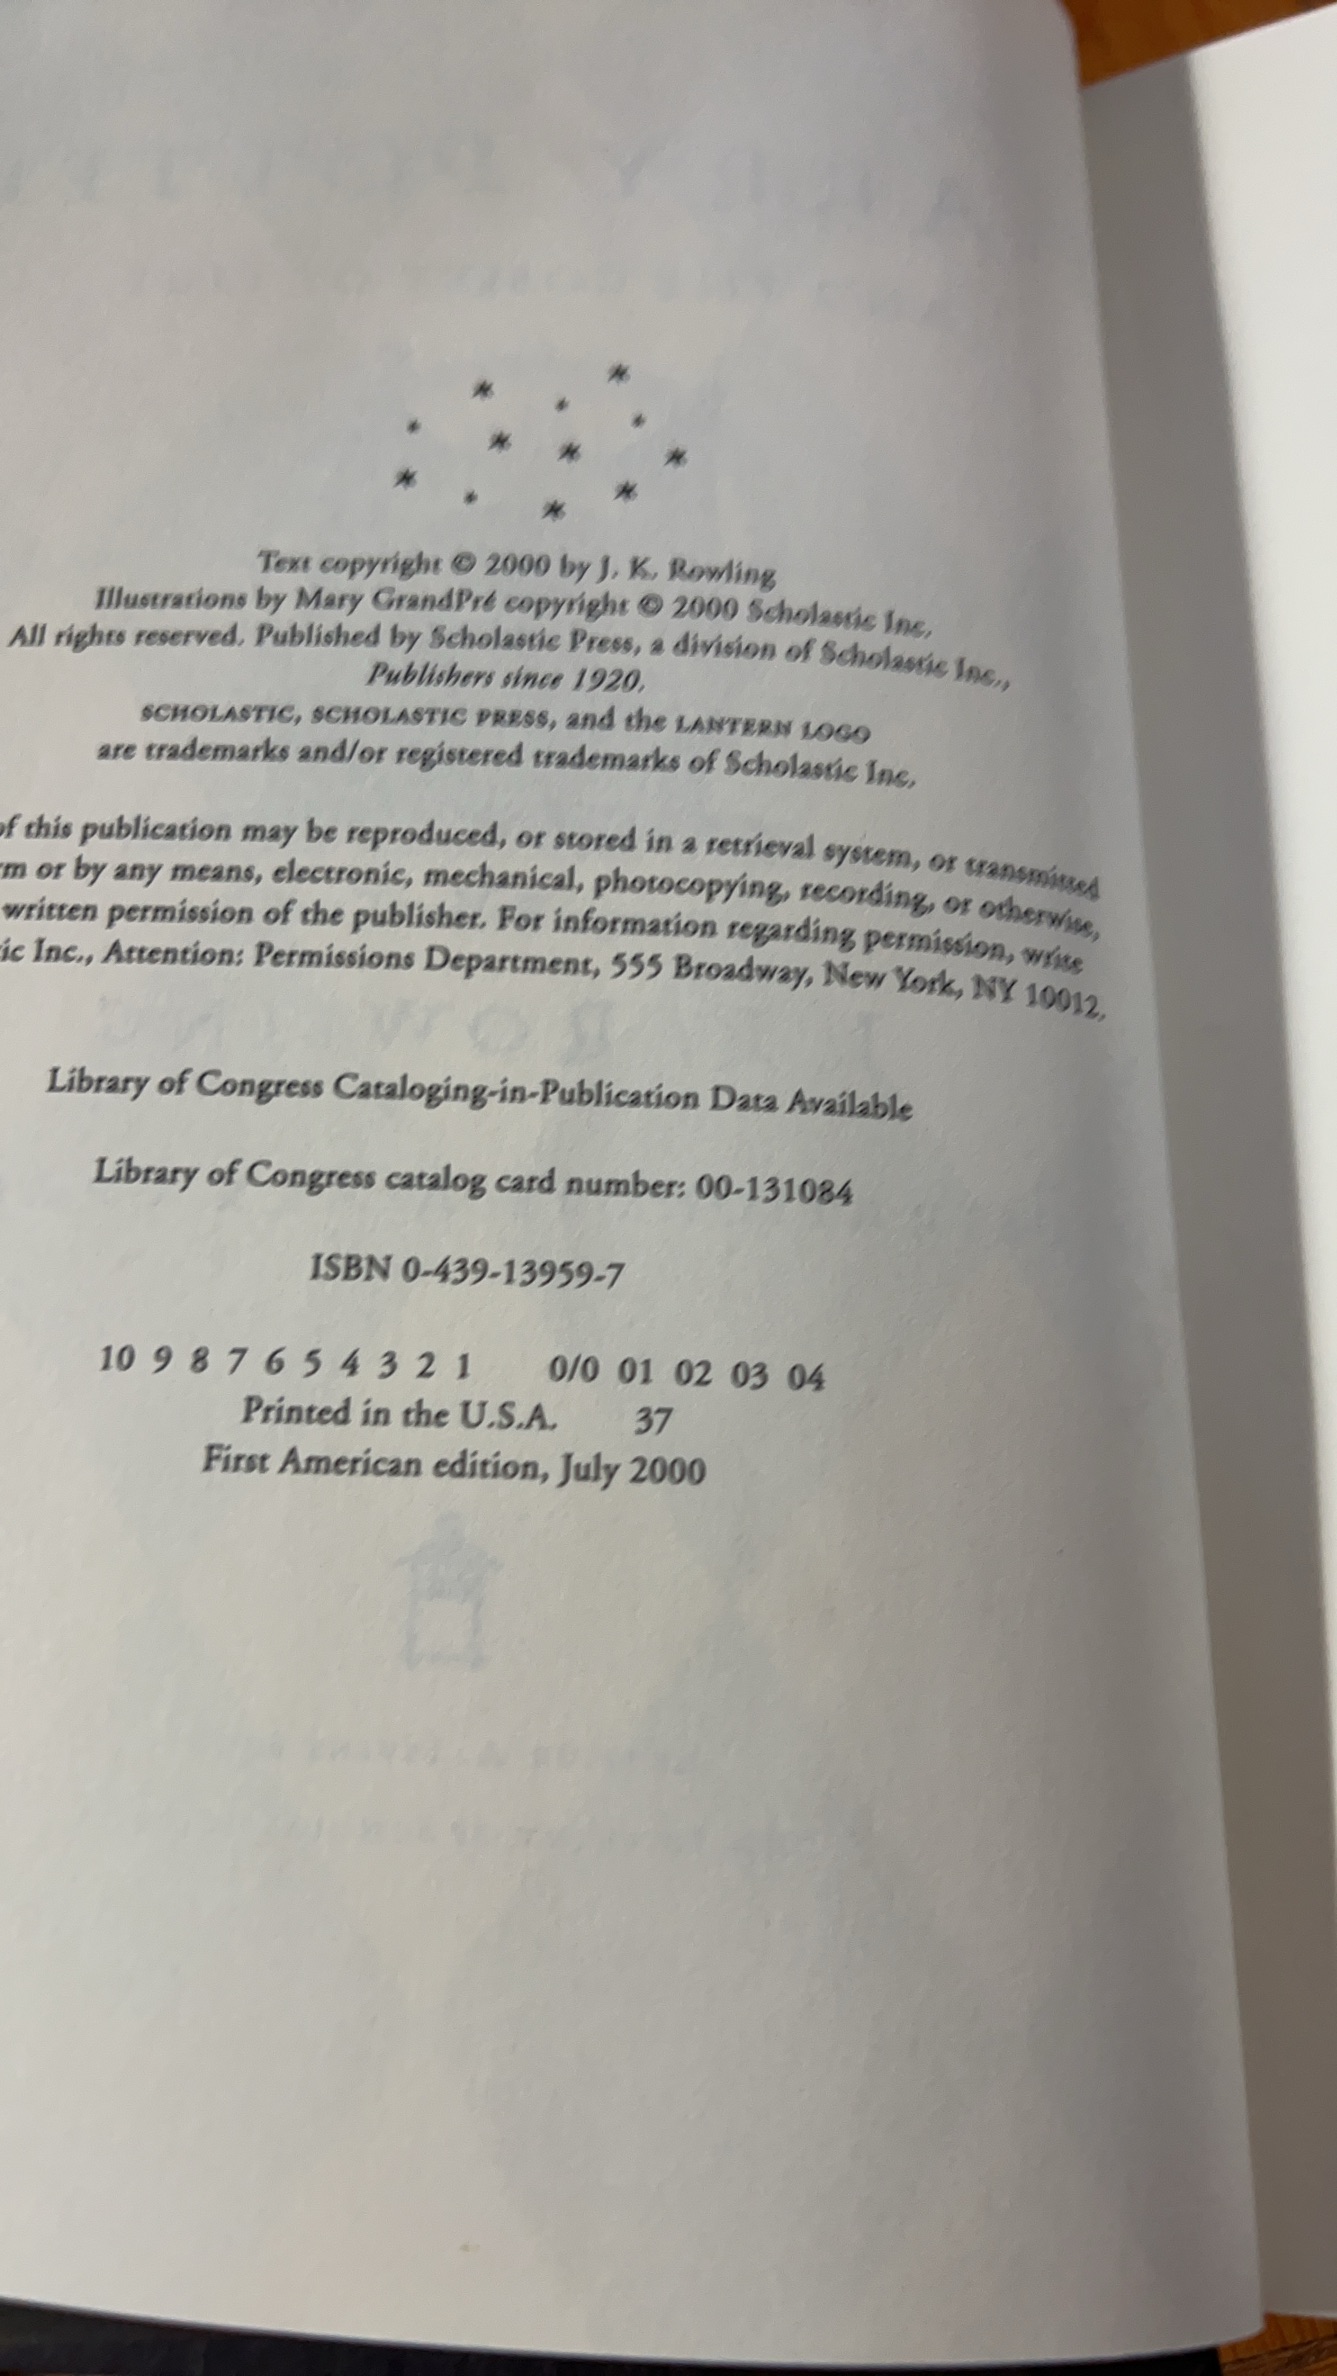 Text copyright © 2000 by J. K. Rowling
Illustrations by Mary GrandPré copyright © 2000 Scholastic Inc.
All rights reserved. Published by Scholastic Press, a division of Scholastic Inc.,
Publishers since 1920.
SCHOLASTIC, SCHOLASTIC PRESS, and the LANTERN LOGO
are trademarks and/or registered trademarks of Scholastic Inc.
of this publication may be reproduced, or stored in a retrieval system, or transmitted
rm or by any means, electronic, mechanical, photocopying, recording, or otherwise,
written permission of the publisher. For information regarding permission, write
ic Inc., Attention: Permissions Department, 555 Broadway, New York, NY 10012.
Library of Congress Cataloging-in-Publication Data Available
Library of Congress catalog card number: 00-131084
ISBN 0-439-13959-7
10 9 8 7 6 5 4 3 2 1 0/0 01 02 03 04
Printed in the U.S.A. 37
First American edition, July 2000